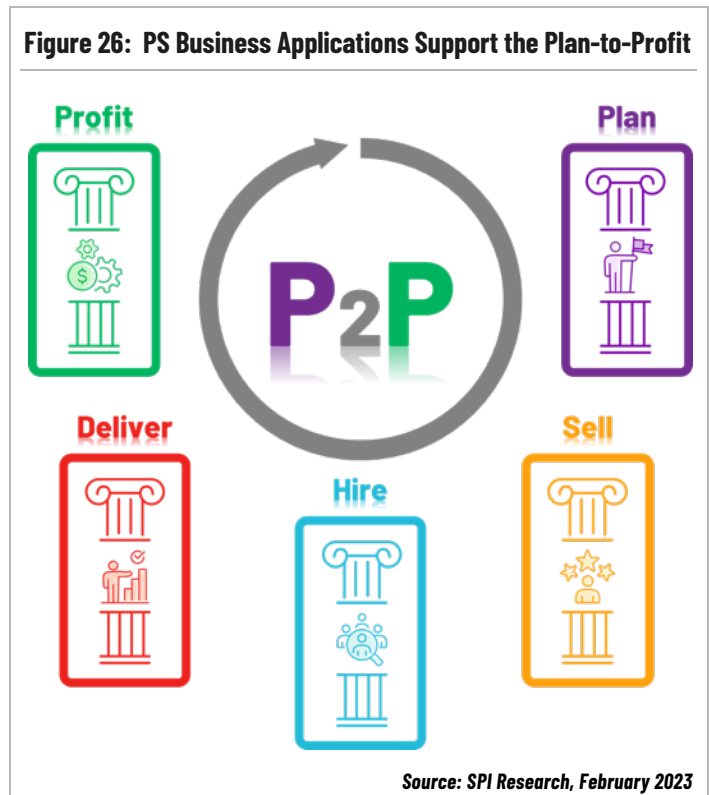 Figure 26: PS Business Applications Support the Plan-to-Profit
Profit
Plan
P2P
$
Deliver
Sell
Hire
Source: SPI Research, February 2023